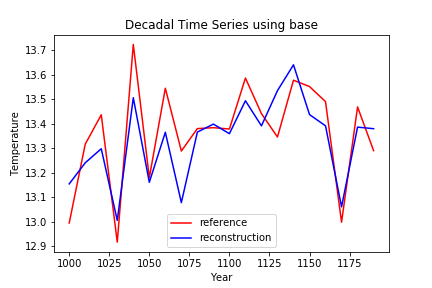 Decadal Time Series using base
Temperature
13.7
13.6
13.5
13.4
13.3
13.2
13.1
13.0
12.9
reference
reconstruction
1000 1025 1050 1075 1100 1125 1150 1175
Year